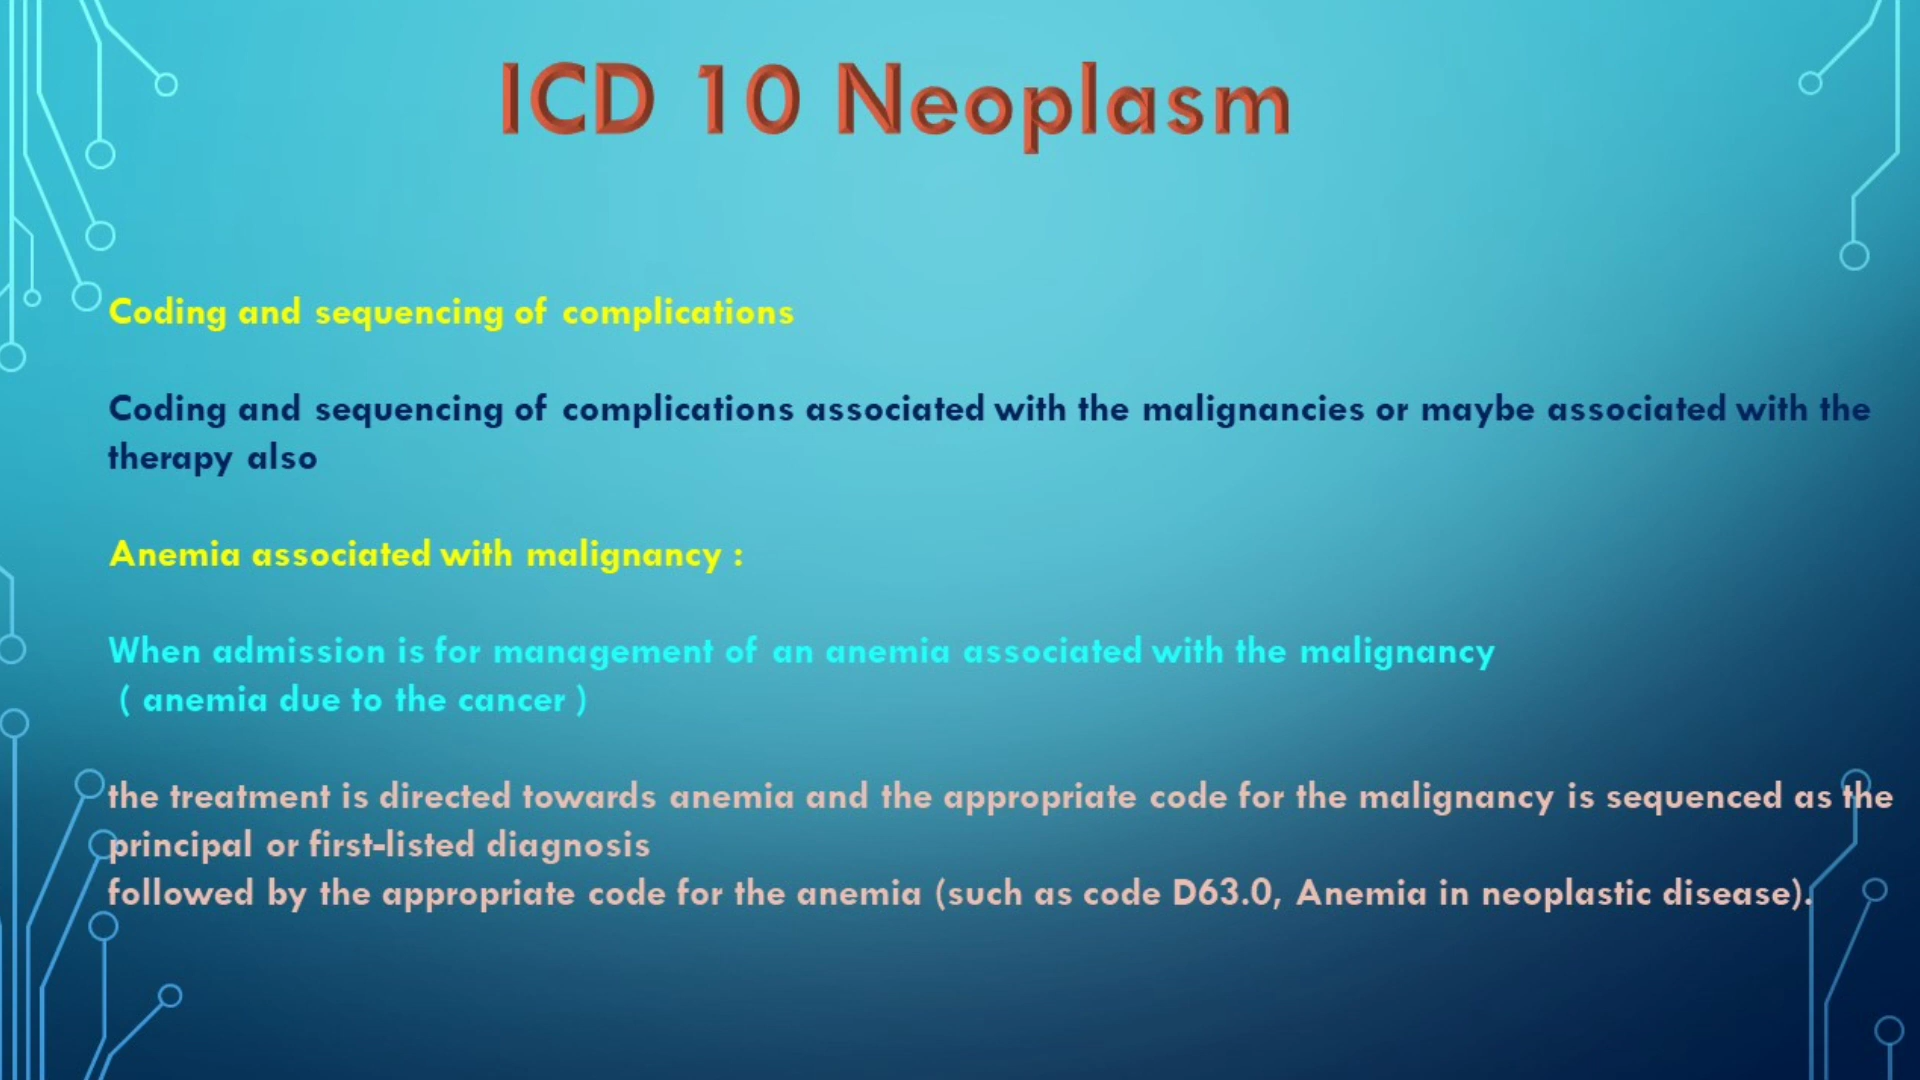 ICD 10 Neoplasm
Coding and sequencing of complications
Coding and sequencing of complications associated with the malignancies or maybe associated with the
therapy also
Anemia associated with malignancy :
When admission is for management of an anemia associated with the malignancy
( anemia due to the cancer )
the treatment is directed towards anemia and the appropriate code for the malignancy is sequenced as the
principal or first-listed diagnosis
followed by the appropriate code for the anemia (such as code D63.0, Anemia in neoplastic disease).